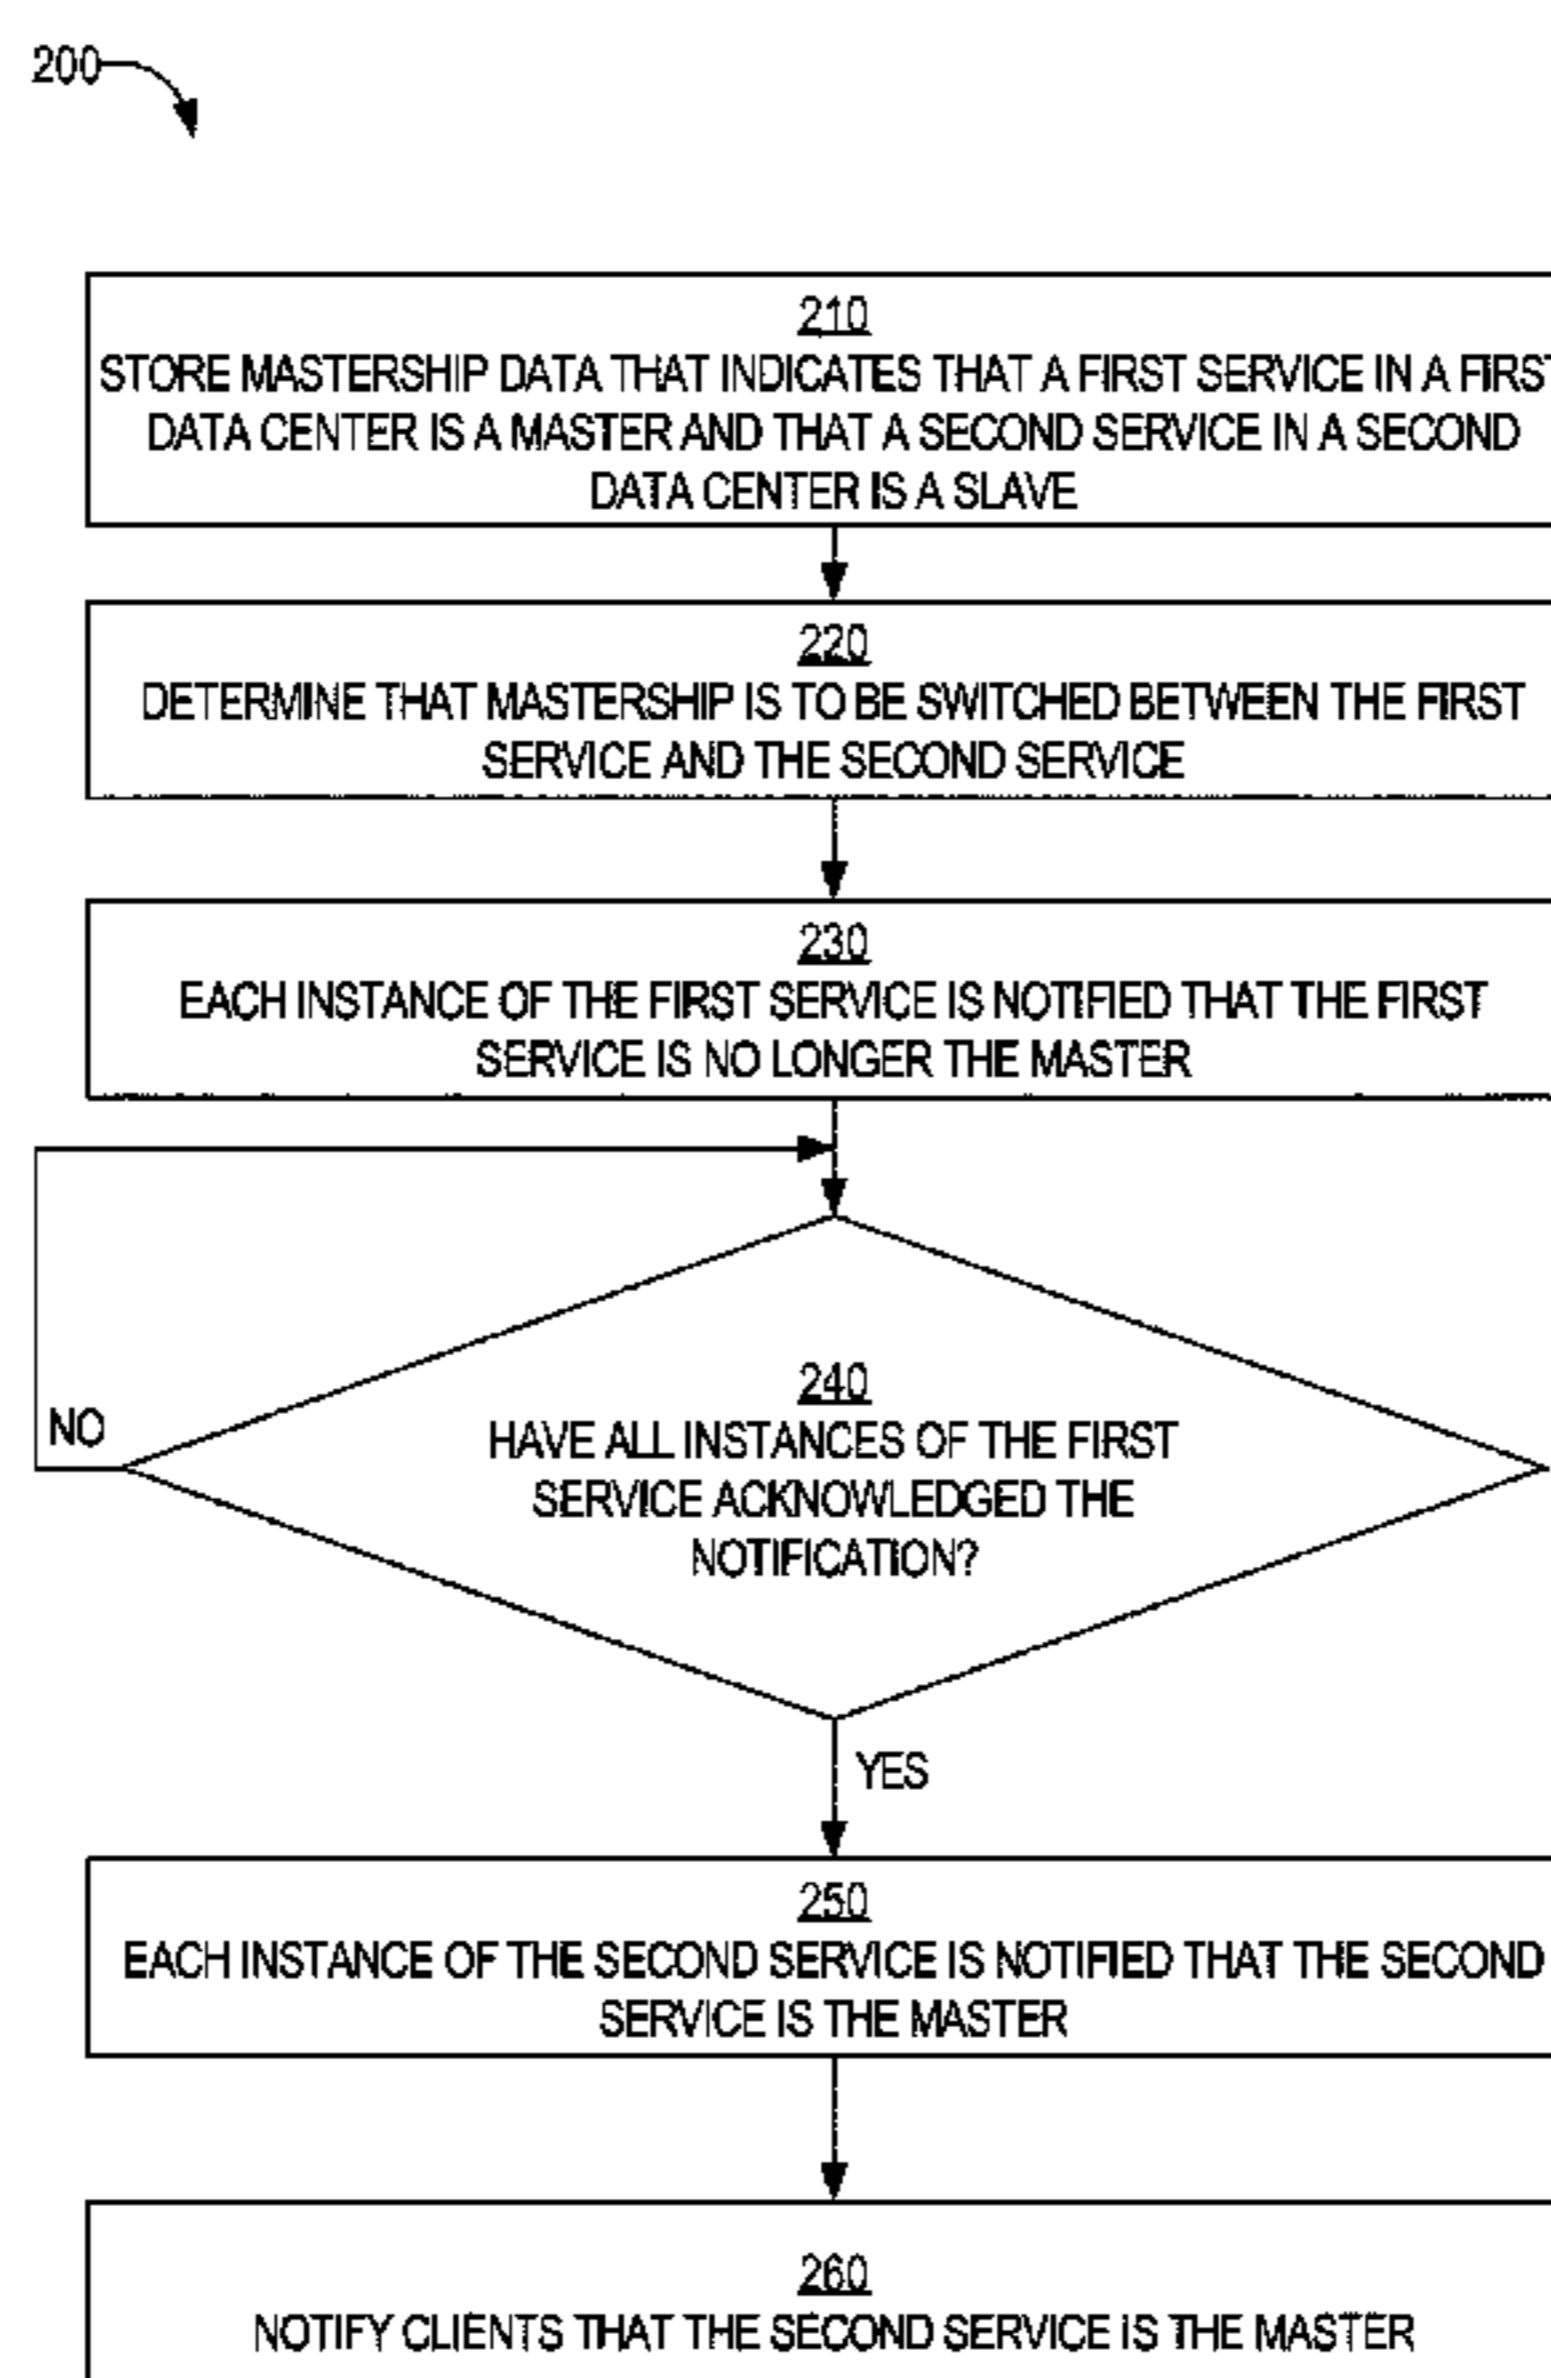 200
210
STORE MASTERSHIP DATA THAT INDICATES THAT A FIRST SERVICE IN A FIRST
DATA CENTER IS A MASTER AND THAT A SECOND SERVICE IN A SECOND
DATA CENTER IS A SLAVE
220
DETERMINE THAT MASTERSHIP IS TO BE SWITCHED BETWEEN THE FIRST
SERVICE AND THE SECOND SERVICE
230
EACH INSTANCE OF THE FIRST SERVICE IS NOTIFIED THAT THE FIRST
SERVICE IS NO LONGER THE MASTER
240
HAVE ALL INSTANCES OF THE FIRST
SERVICE ACKNOWLEDGED THE
NOTIFICATION?
NO
YES
250
EACH INSTANCE OF THE SECOND SERVICE IS NOTIFIED THAT THE SECOND
SERVICE IS THE MASTER
260
NOTIFY CLIENTS THAT THE SECOND SERVICE IS THE MASTER